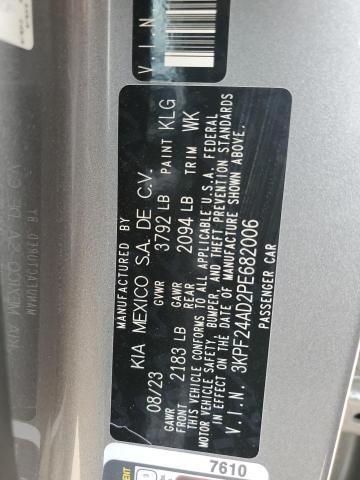 V.I.N.
MANUFACTURED BY
KIA MEXICO S.A. DE C.V.
08/23 GVWR 3792 LB PAINT KLG
GAWR FRONT 2183 LB GAWR REAR 2094 LB TRIM WK
THIS VEHICLE CONFORMS TO ALL APPLICABLE U.S.A. FEDERAL
MOTOR VEHICLE SAFETY, BUMPER, AND THEFT PREVENTION STANDARDS
IN EFFECT ON THE DATE OF MANUFACTURE SHOWN ABOVE.
V.I.N. 3KPF24AD2PE682006
PASSENGER CAR
7610